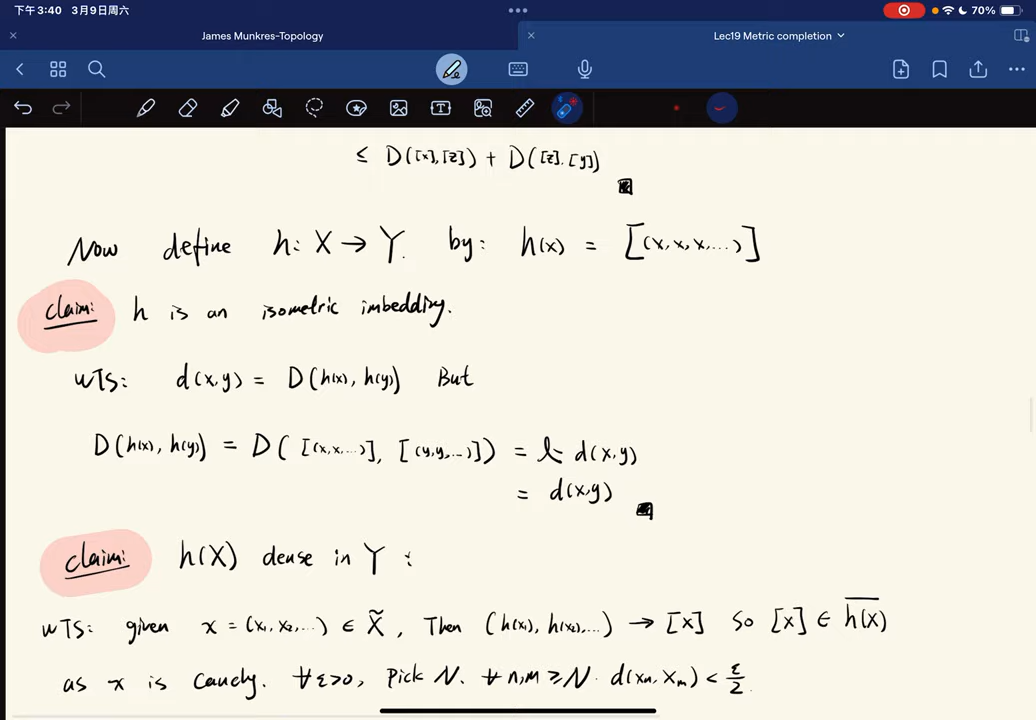 下午3:40 3月9日周六
70%
James Munkres-Topology
Lec19 Metric completion
≤ D([x],[z]) + D([z],[y])
Now define h: X → Y. by: h(x) = [(x,x,x,...)]
claim: h is an isometric imbedding.
WTS: d(x,y) = D(h(x), h(y)) But
D(h(x), h(y)) = D([(x,x,...)], [(y,y,...)]) = lim d(x,y)
= d(x,y)
claim: h(X) dense in Y :
WTS: given x = (x₁, x₂,...) ∈ X̃, Then (h(x₁), h(x₂),...) → [x] So [x] ∈ h(X)̅
as x is cauchy. ∀ε>0, Pick N. ∀n,m ≥ N. d(xₙ, xₘ) < ε/2